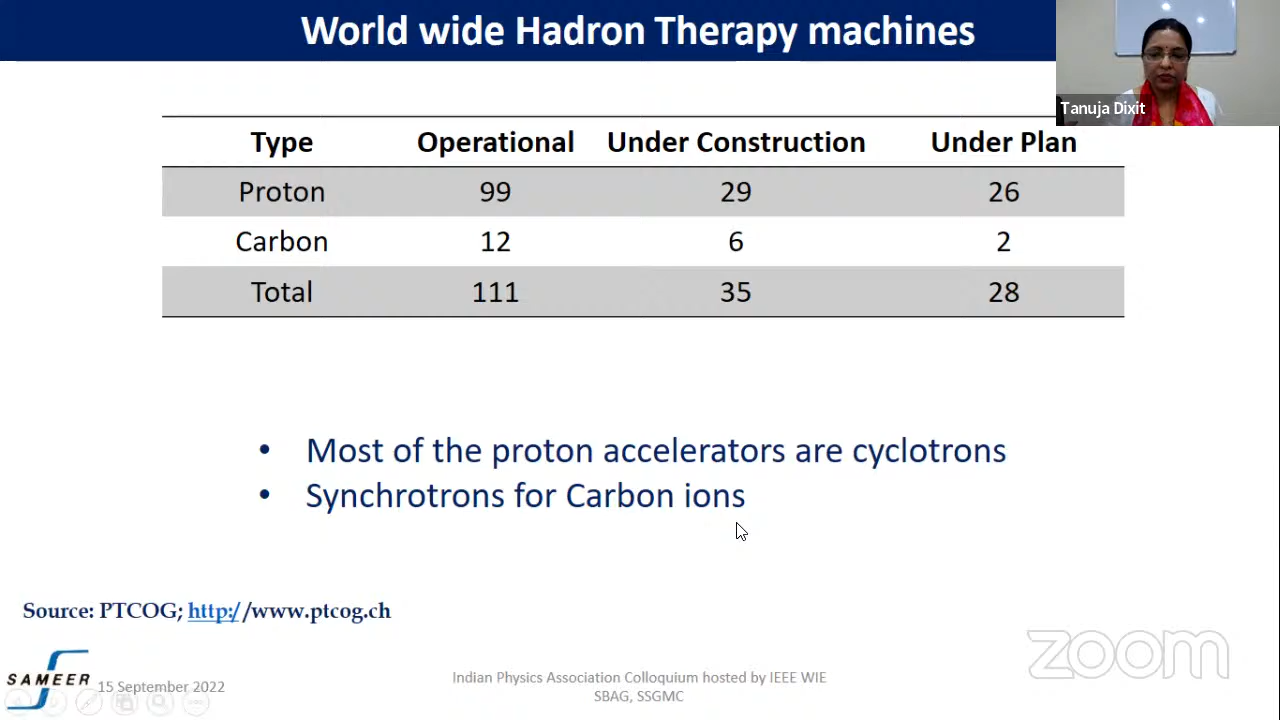 World wide Hadron Therapy machines
Tanuja Dixit
Type Operational Under Construction Under Plan
Proton 99 29 26
Carbon 12 6 2
Total 111 35 28
• Most of the proton accelerators are cyclotrons
• Synchrotrons for Carbon ions
Source: PTCOG; http://www.ptcog.ch
zoom
SAMEER
15 September 2022
Indian Physics Association Colloquium hosted by IEEE WIE
SBAG, SSGMC